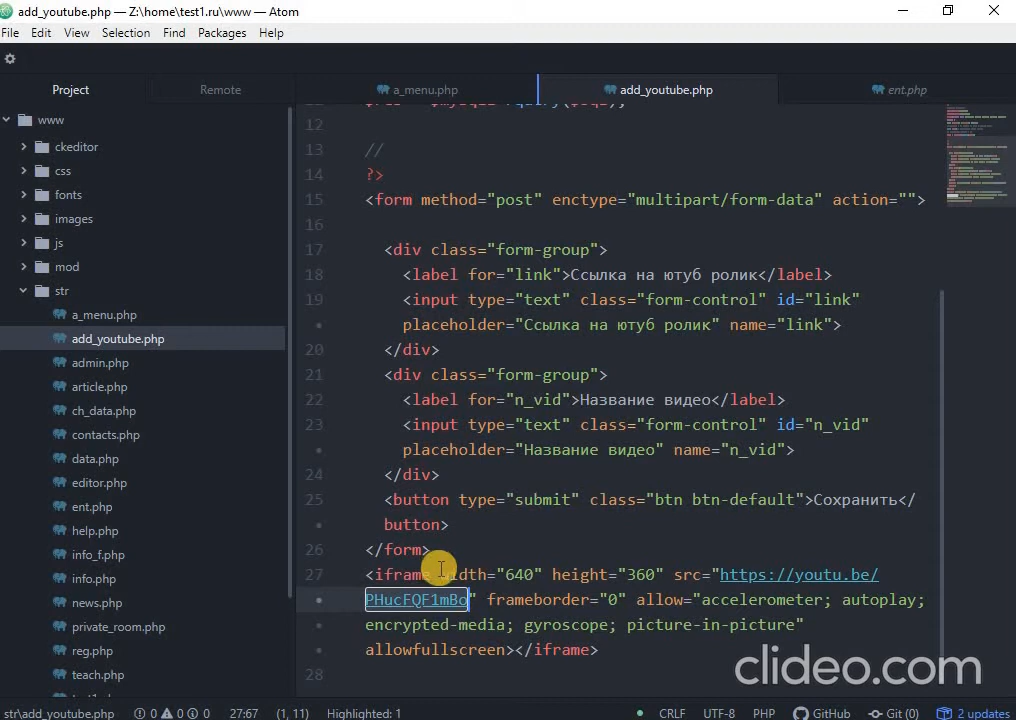 add_youtube.php — Z:\home\test1.ru\www — Atom
File Edit View Selection Find Packages Help
Project Remote a_menu.php add_youtube.php ent.php
www
ckeditor
css
fonts
images
js
mod
str
a_menu.php
add_youtube.php
admin.php
article.php
ch_data.php
contacts.php
data.php
editor.php
ent.php
help.php
info_f.php
info.php
news.php
private_room.php
reg.php
teach.php
12
13 //
14 ?>
15 <form method="post" enctype="multipart/form-data" action="">
16
17 <div class="form-group">
18 <label for="link">Ссылка на ютуб ролик</label>
19 <input type="text" class="form-control" id="link"
placeholder="Ссылка на ютуб ролик" name="link">
20 </div>
21 <div class="form-group">
22 <label for="n_vid">Название видео</label>
23 <input type="text" class="form-control" id="n_vid"
placeholder="Название видео" name="n_vid">
24 </div>
25 <button type="submit" class="btn btn-default">Сохранить</
button>
26 </form>
27 <iframe width="640" height="360" src="https://youtu.be/
PHucFQF1mBo" frameborder="0" allow="accelerometer; autoplay;
encrypted-media; gyroscope; picture-in-picture"
allowfullscreen></iframe>
28
clideo.com
str\add_youtube.php 0 0 0 27:67 (1, 11) Highlighted: 1 CRLF UTF-8 PHP GitHub Git (0) 2 updates